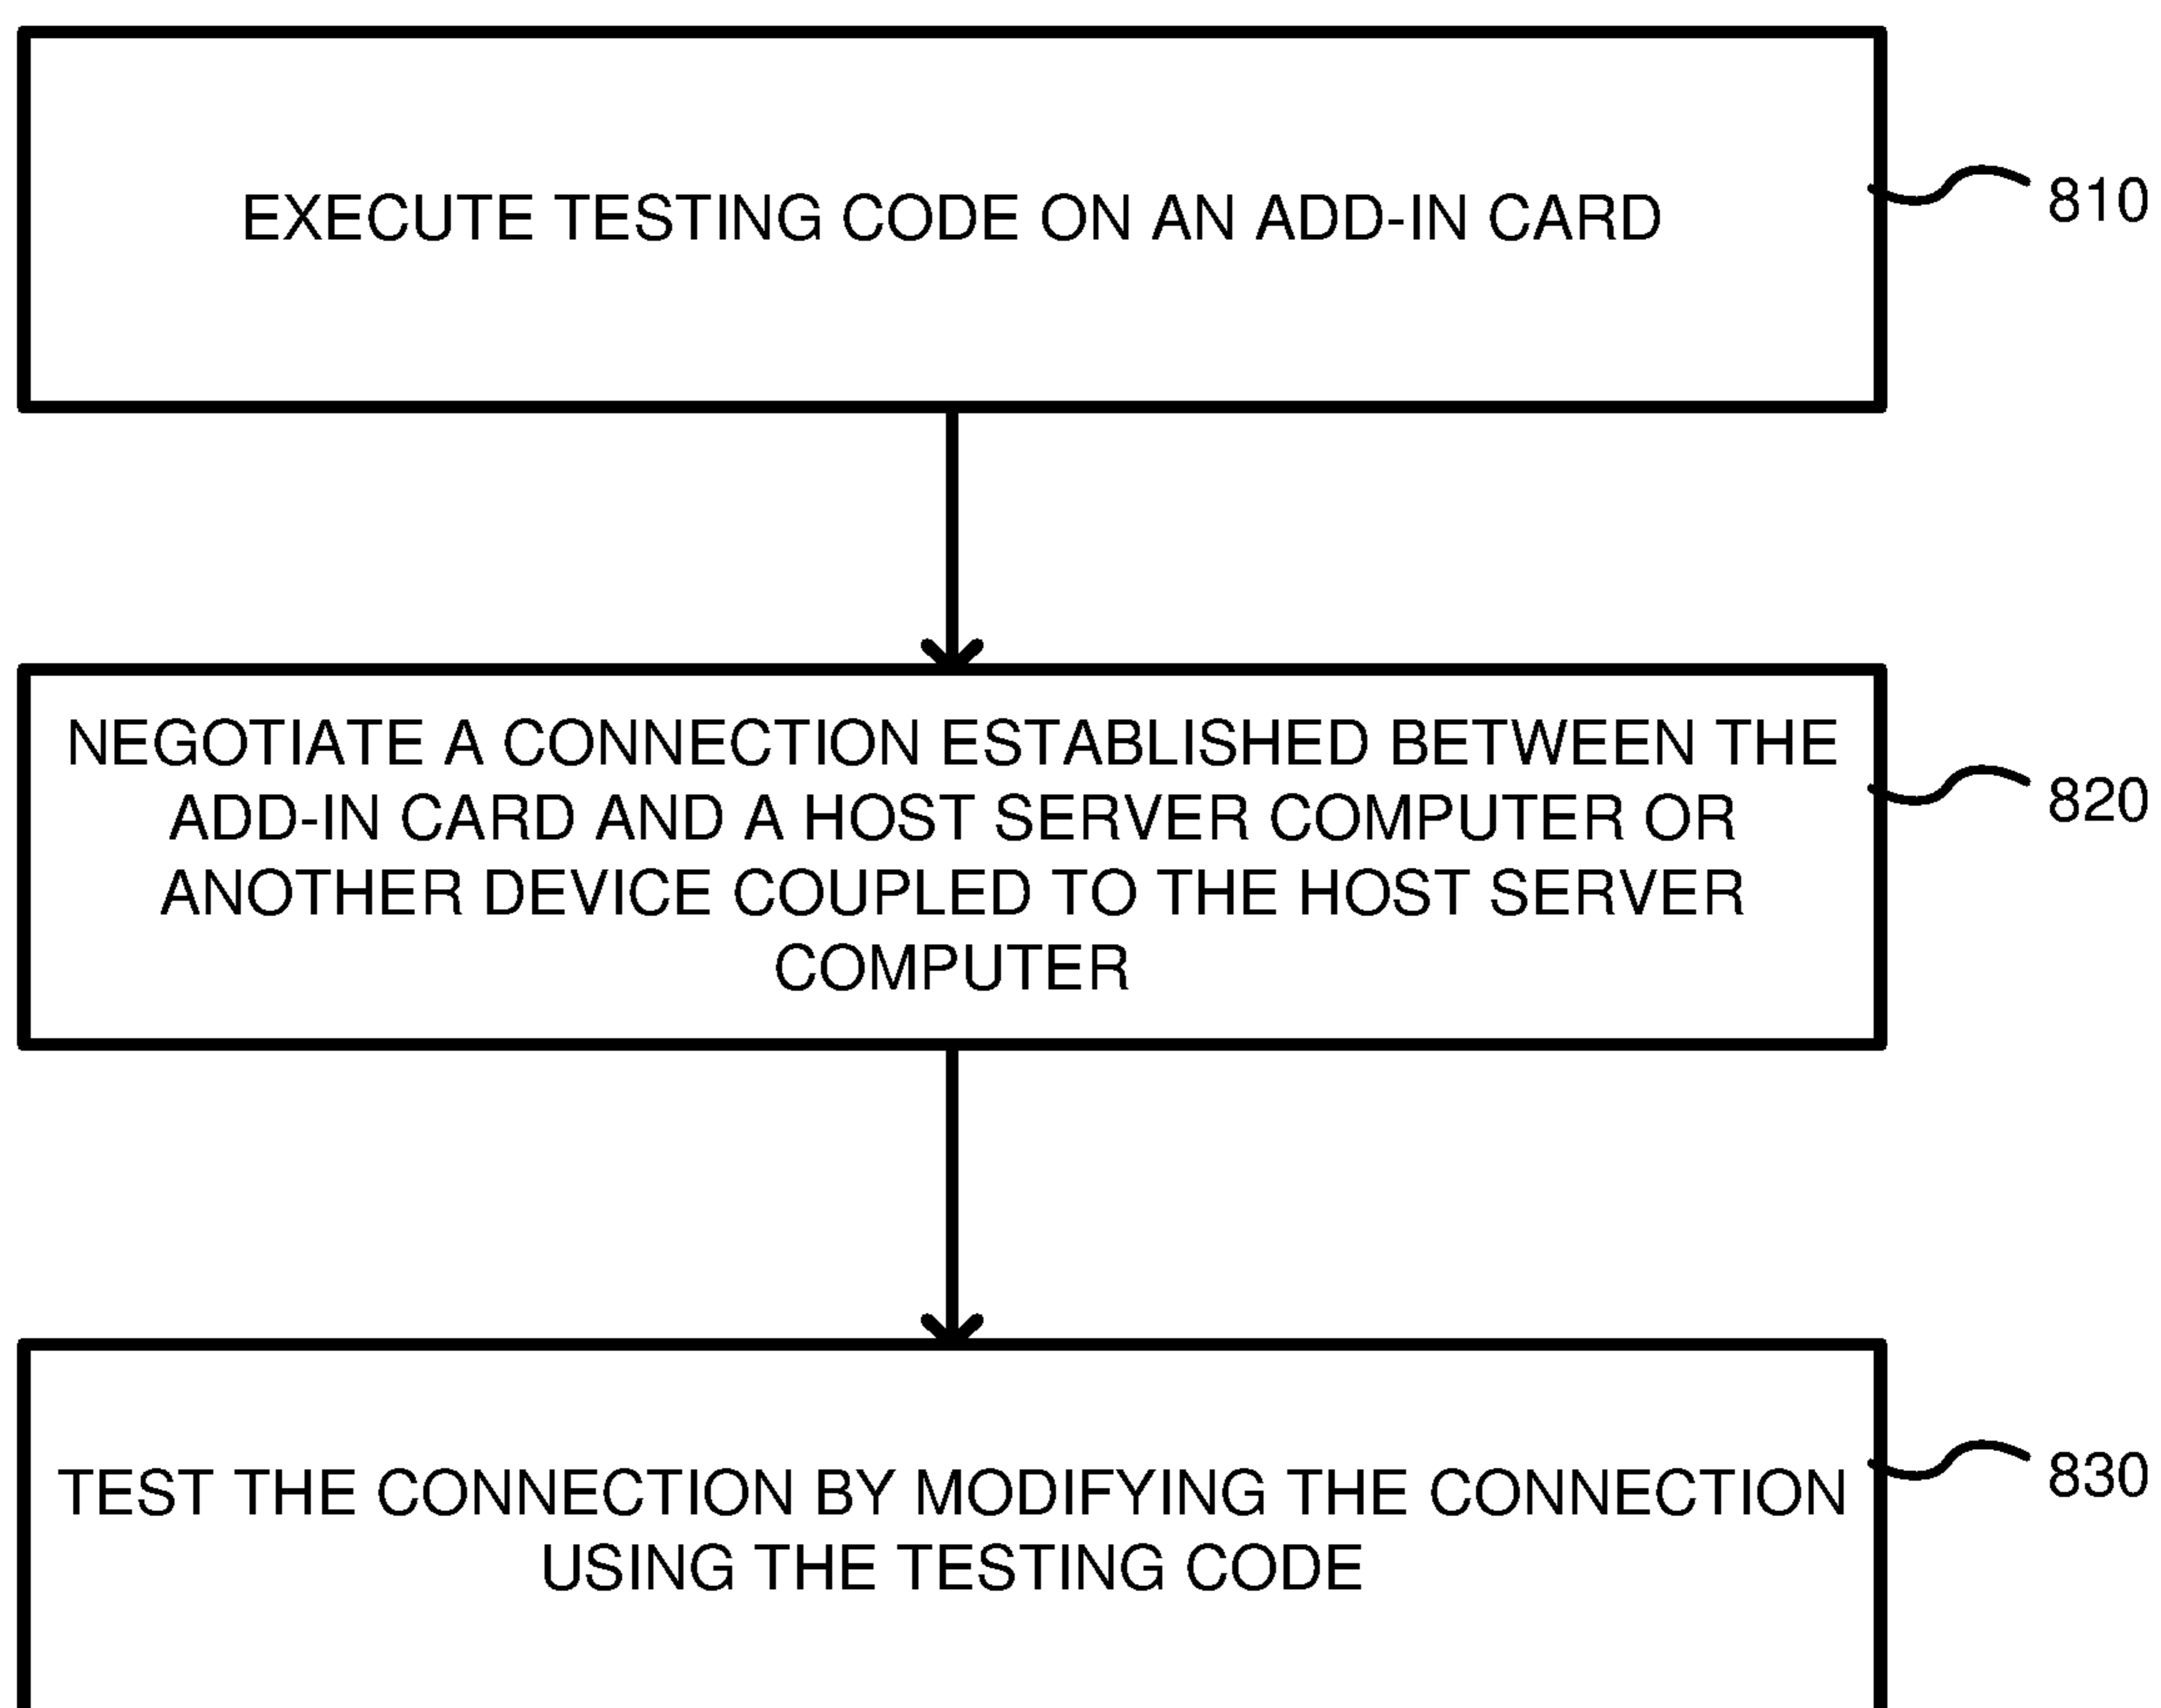 EXECUTE TESTING CODE ON AN ADD-IN CARD
810
NEGOTIATE A CONNECTION ESTABLISHED BETWEEN THE
ADD-IN CARD AND A HOST SERVER COMPUTER OR
ANOTHER DEVICE COUPLED TO THE HOST SERVER
COMPUTER
820
TEST THE CONNECTION BY MODIFYING THE CONNECTION
USING THE TESTING CODE
830